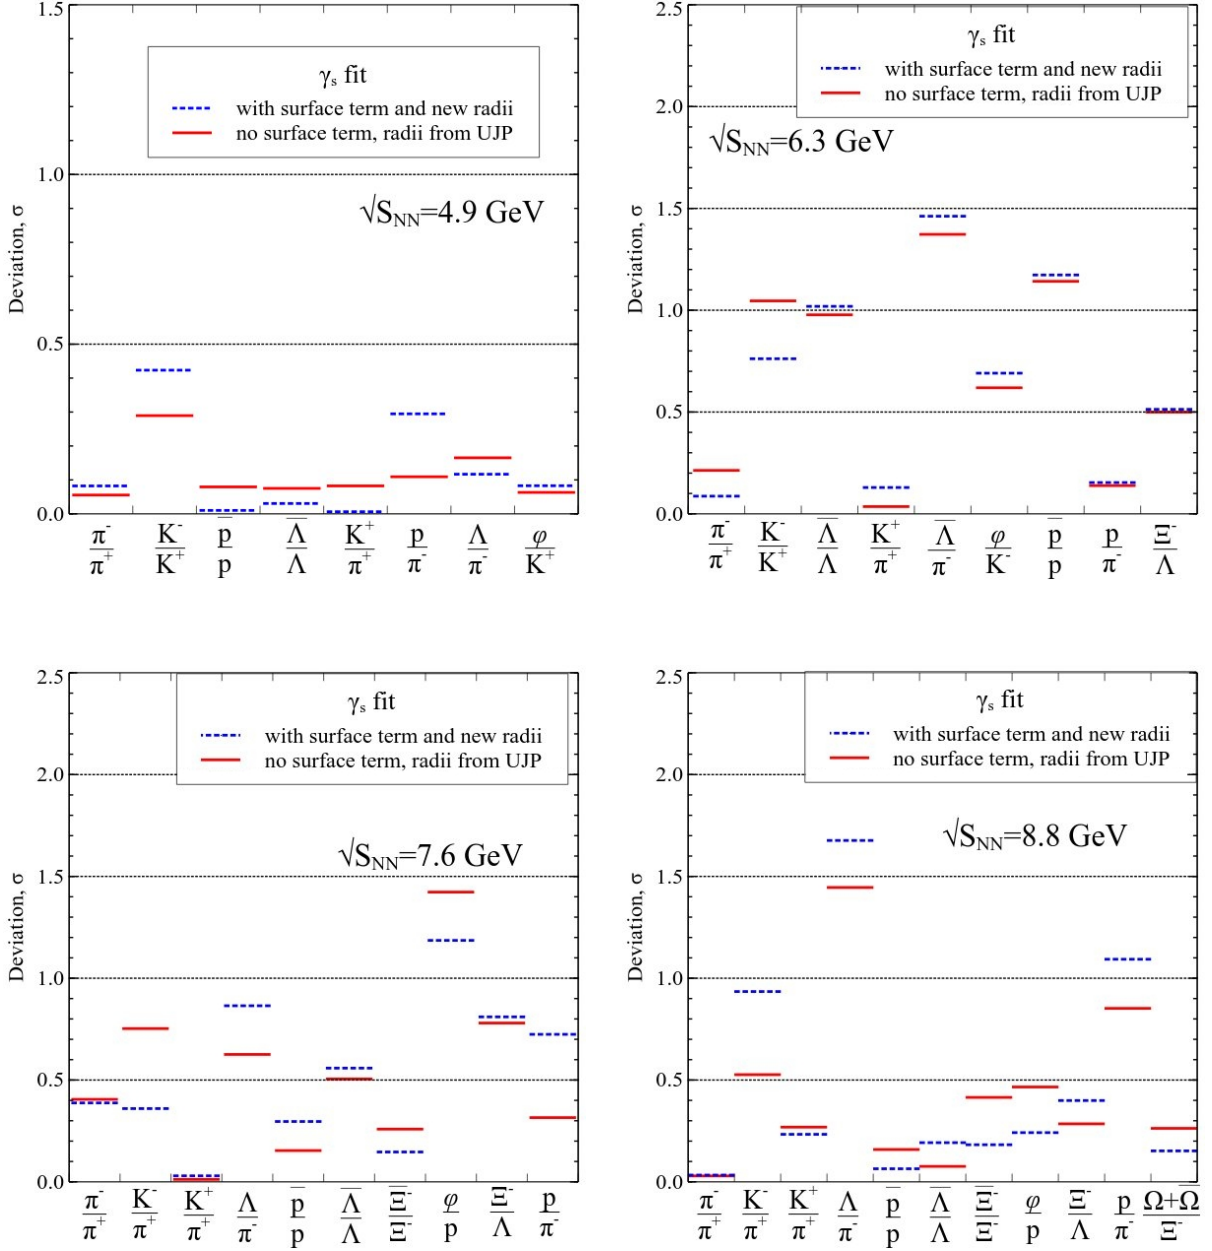 1.5
γs fit
with surface term and new radii
no surface term, radii from UJP
1.0
√SNN=4.9 GeV
Deviation, σ
0.5
0.0
π⁻/π⁺ K⁻/K⁺ p̅/p Λ̅/Λ K⁺/π⁺ p/π⁻ Λ/π⁻ φ/K⁺
2.5
γs fit
with surface term and new radii
no surface term, radii from UJP
2.0
√SNN=6.3 GeV
1.5
Deviation, σ
1.0
0.5
0.0
π⁻/π⁺ K⁻/K⁺ Λ̅/Λ K⁺/π⁺ Λ̅/π⁻ φ/K⁻ p̅/p p/π⁻ Ξ⁻/Λ
2.5
γs fit
with surface term and new radii
no surface term, radii from UJP
2.0
√SNN=7.6 GeV
1.5
Deviation, σ
1.0
0.5
0.0
π⁻/π⁺ K⁻/π⁺ K⁺/π⁺ Λ/π⁻ p̅/p Λ̅/Λ Ξ̅⁻/Ξ⁻ φ/p Ξ⁻/Λ p/π⁻
2.5
γs fit
with surface term and new radii
no surface term, radii from UJP
2.0
√SNN=8.8 GeV
1.5
Deviation, σ
1.0
0.5
0.0
π⁻/π⁺ K⁻/π⁺ K⁺/π⁺ Λ/π⁻ p̅/p Λ̅/Λ Ξ̅⁻/Ξ⁻ φ/p Ξ⁻/Λ p/π⁻ Ω+Ω̅/Ξ⁻